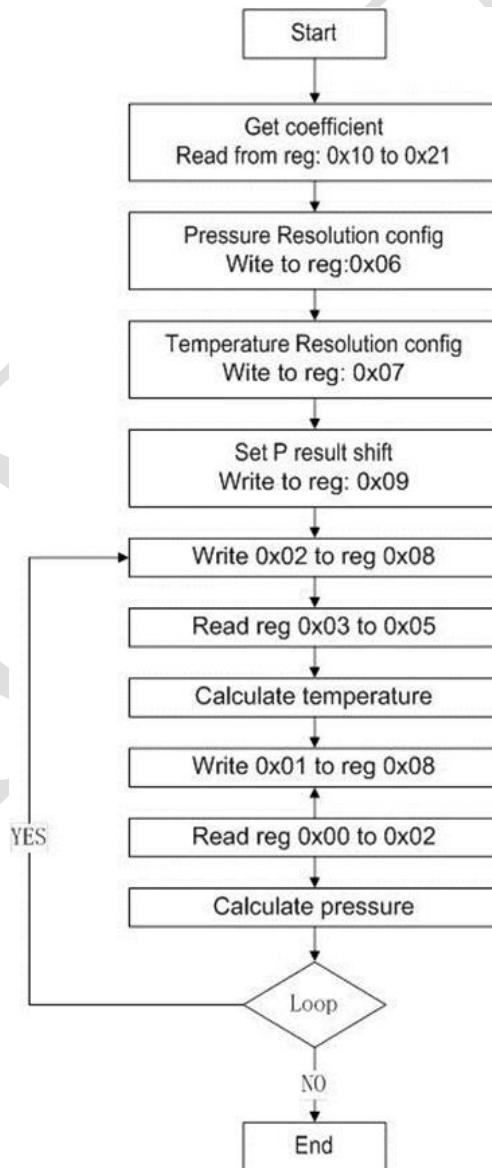 Start
Get coefficient
Read from reg: 0x10 to 0x21
Pressure Resolution config
Wite to reg:0x06
Temperature Resolution config
Wite to reg: 0x07
Set P result shift
Write to reg: 0x09
Write 0x02 to reg 0x08
Read reg 0x03 to 0x05
Calculate temperature
Write 0x01 to reg 0x08
Read reg 0x00 to 0x02
YES
Calculate pressure
Loop
NO
End